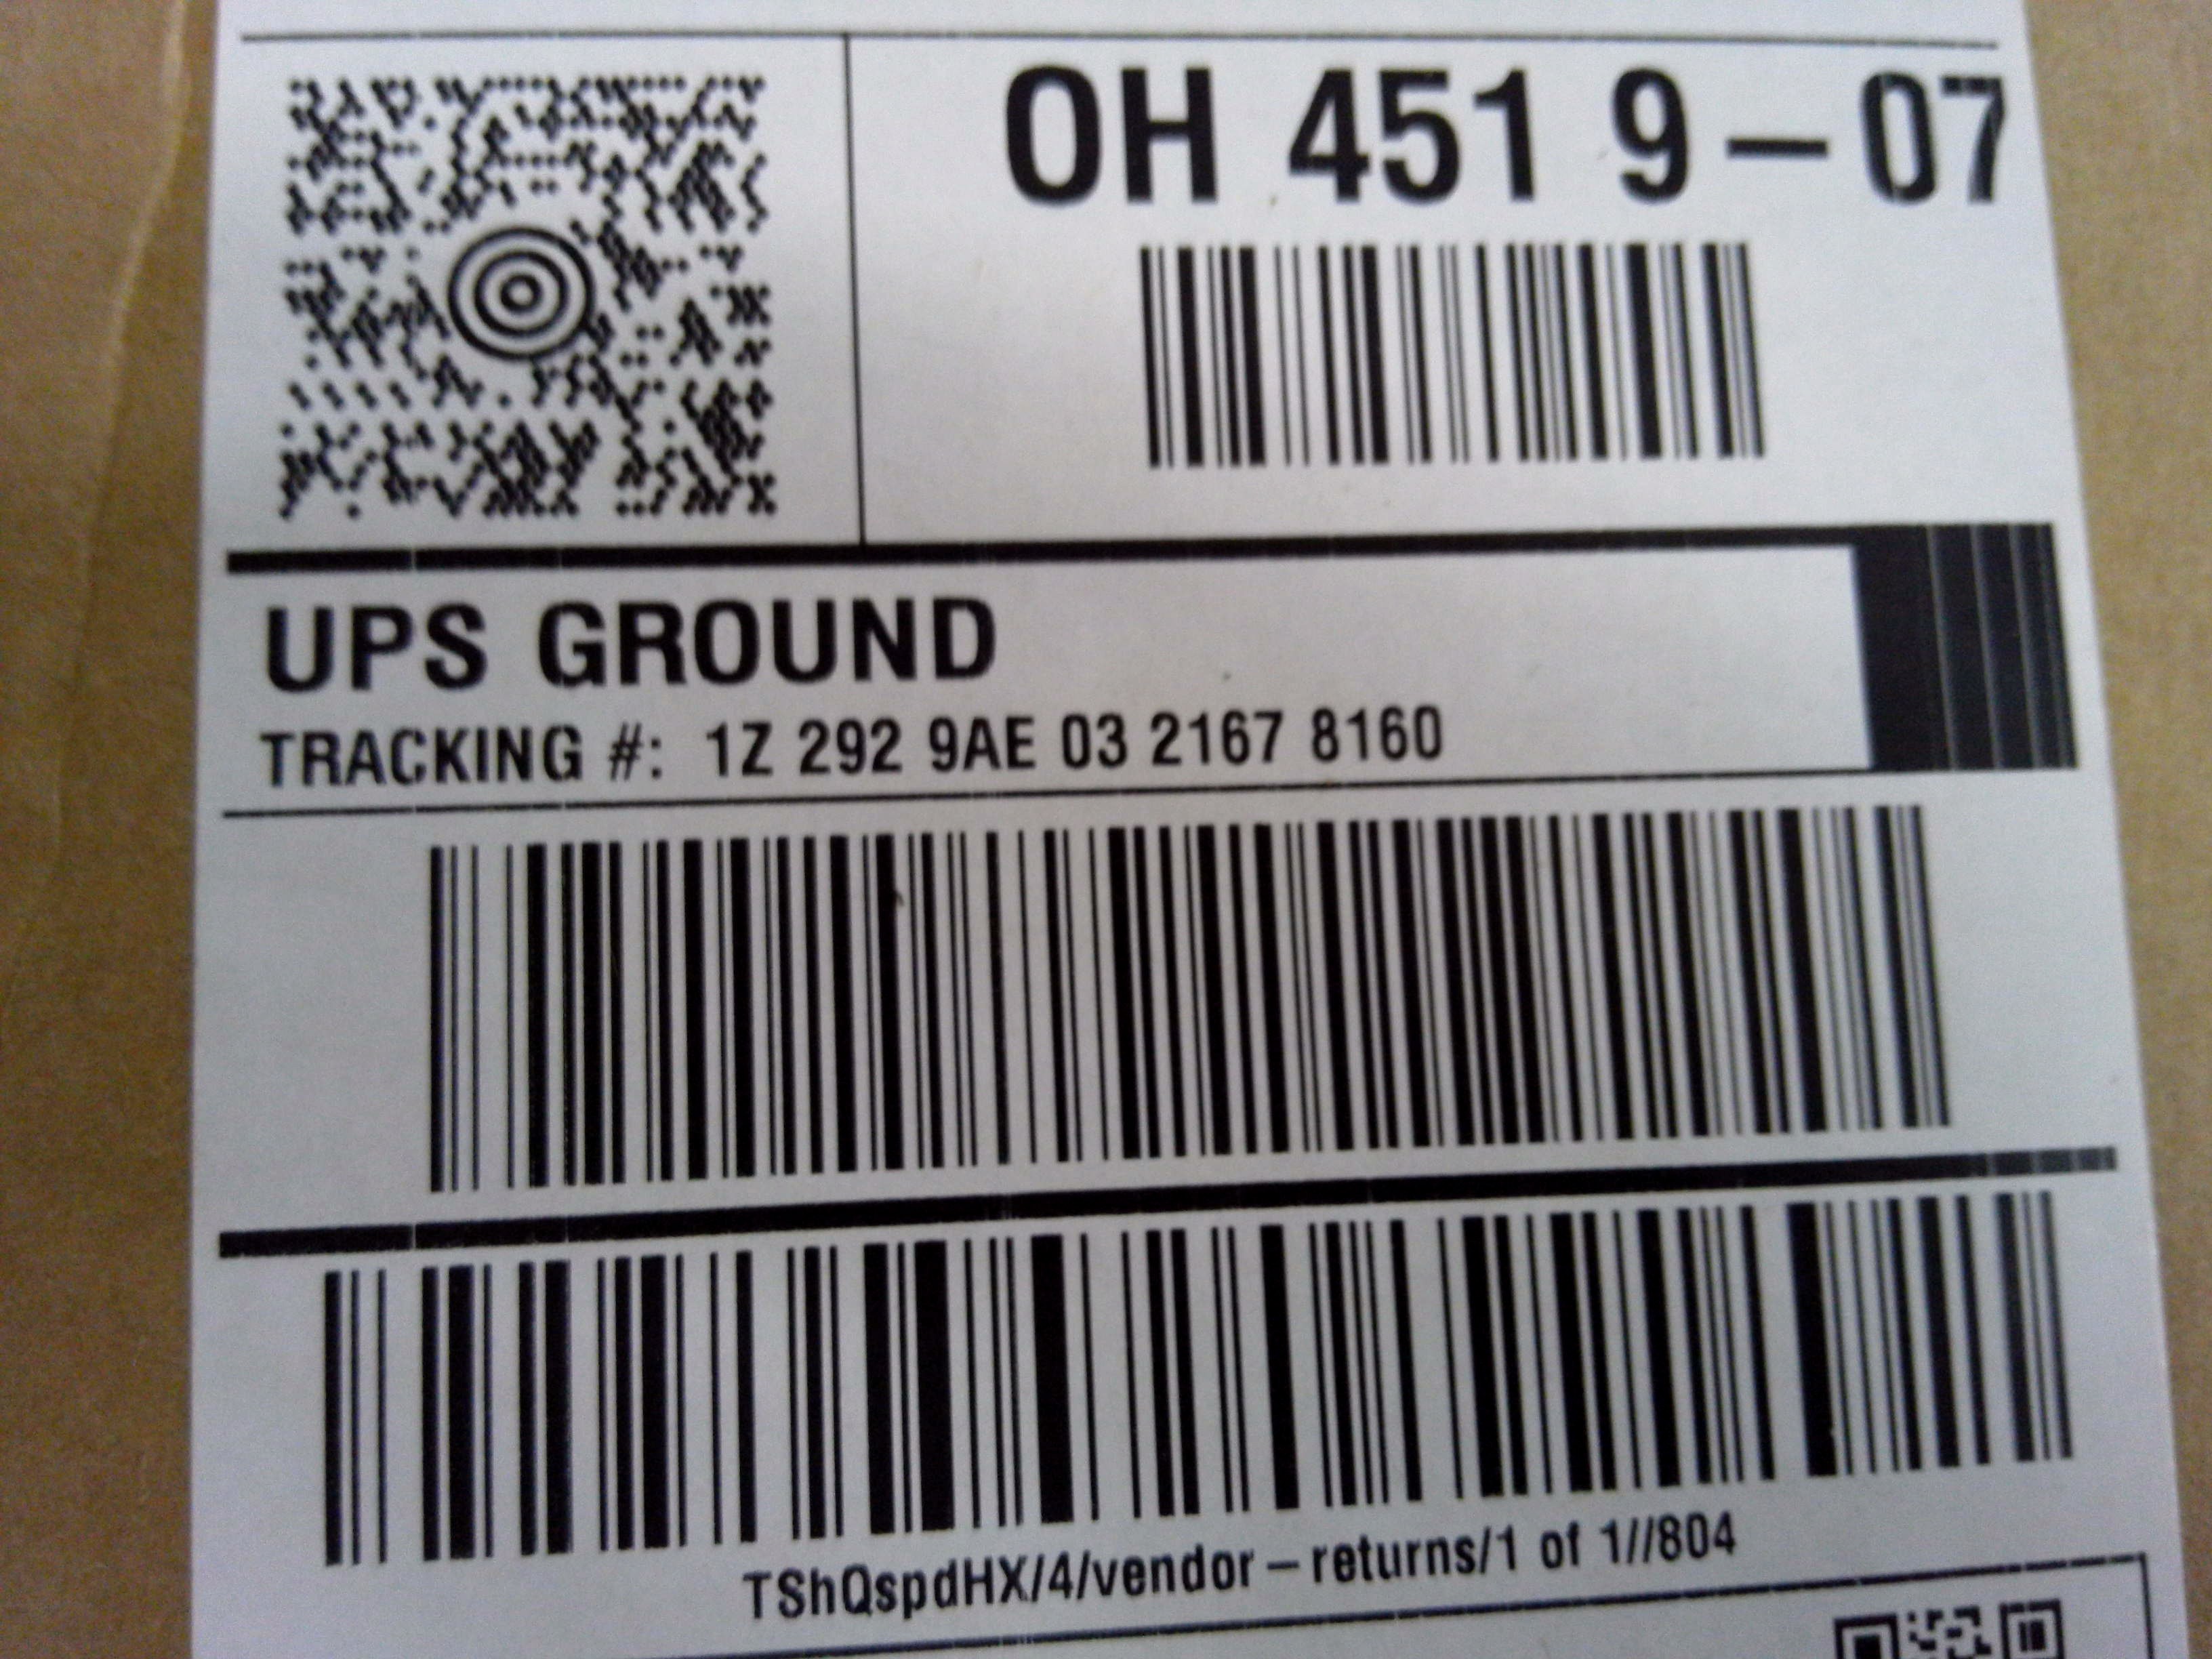 OH 451 9-07
UPS GROUND
TRACKING #: 1Z 292 9AE 03 2167 8160
TShQspdHX/4/vendor-returns/1 of 1//804